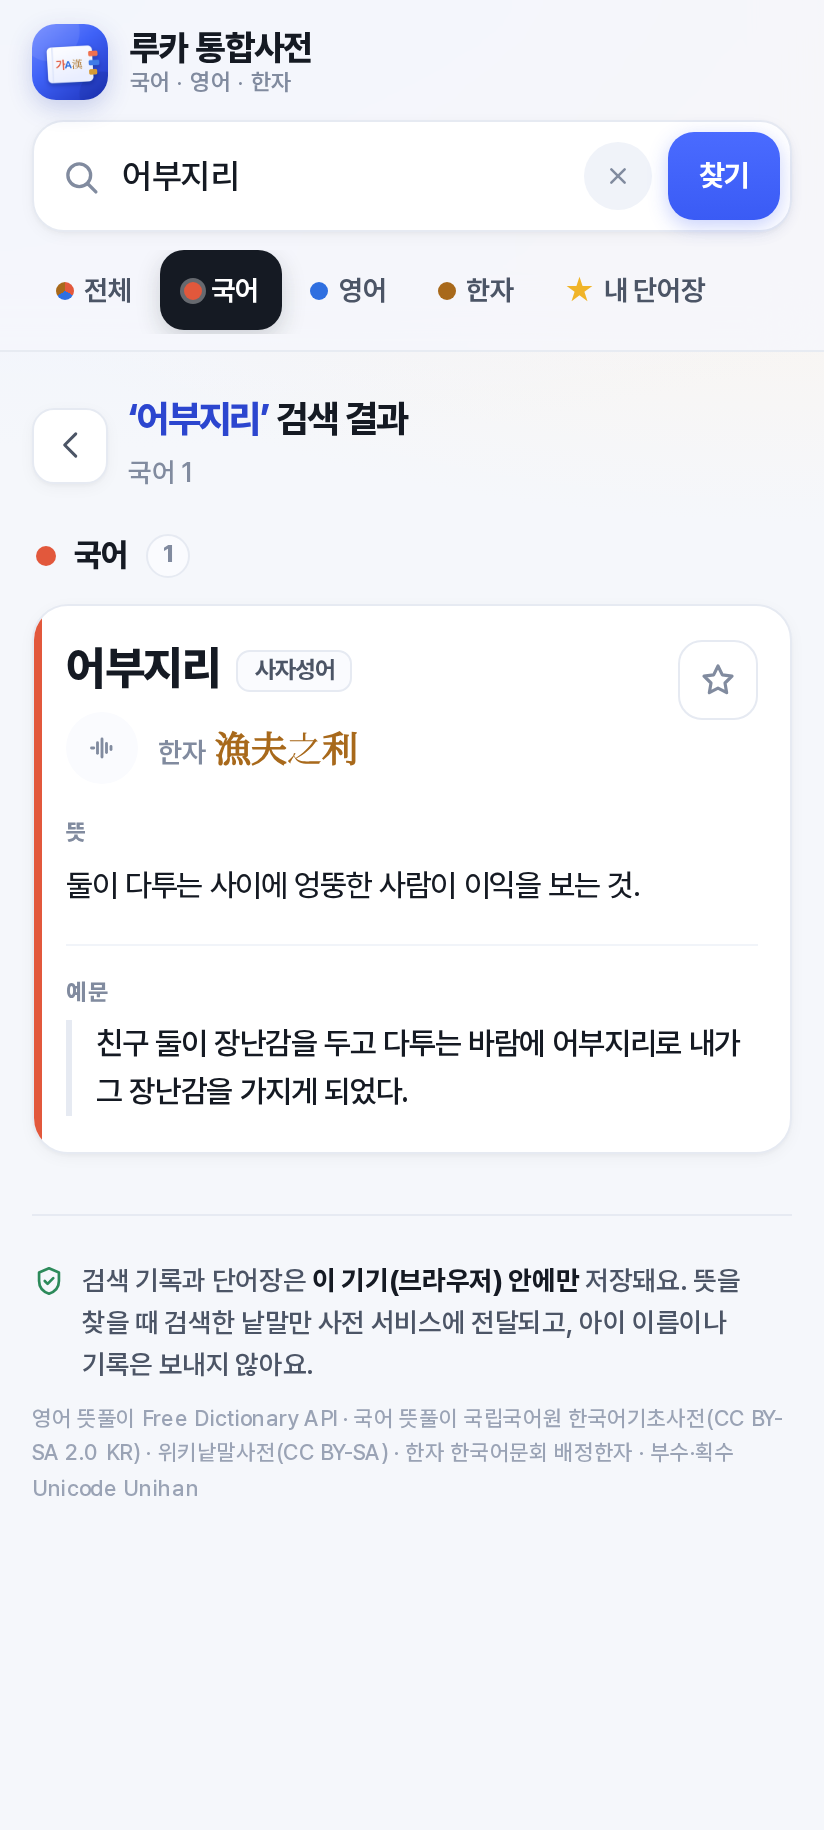 가A漢
루카 통합사전
국어 · 영어 · 한자
어부지리
찾기
전체 국어 영어 한자 내 단어장
‘어부지리’ 검색 결과
국어 1
국어 1
어부지리 사자성어
한자 漁夫之利
뜻
둘이 다투는 사이에 엉뚱한 사람이 이익을 보는 것.
예문
친구 둘이 장난감을 두고 다투는 바람에 어부지리로 내가
그 장난감을 가지게 되었다.
검색 기록과 단어장은 이 기기(브라우저) 안에만 저장돼요. 뜻을
찾을 때 검색한 낱말만 사전 서비스에 전달되고, 아이 이름이나
기록은 보내지 않아요.
영어 뜻풀이 Free Dictionary API · 국어 뜻풀이 국립국어원 한국어기초사전(CC BY-
SA 2.0 KR) · 위키낱말사전(CC BY-SA) · 한자 한국어문회 배정한자 · 부수·획수
Unicode Unihan